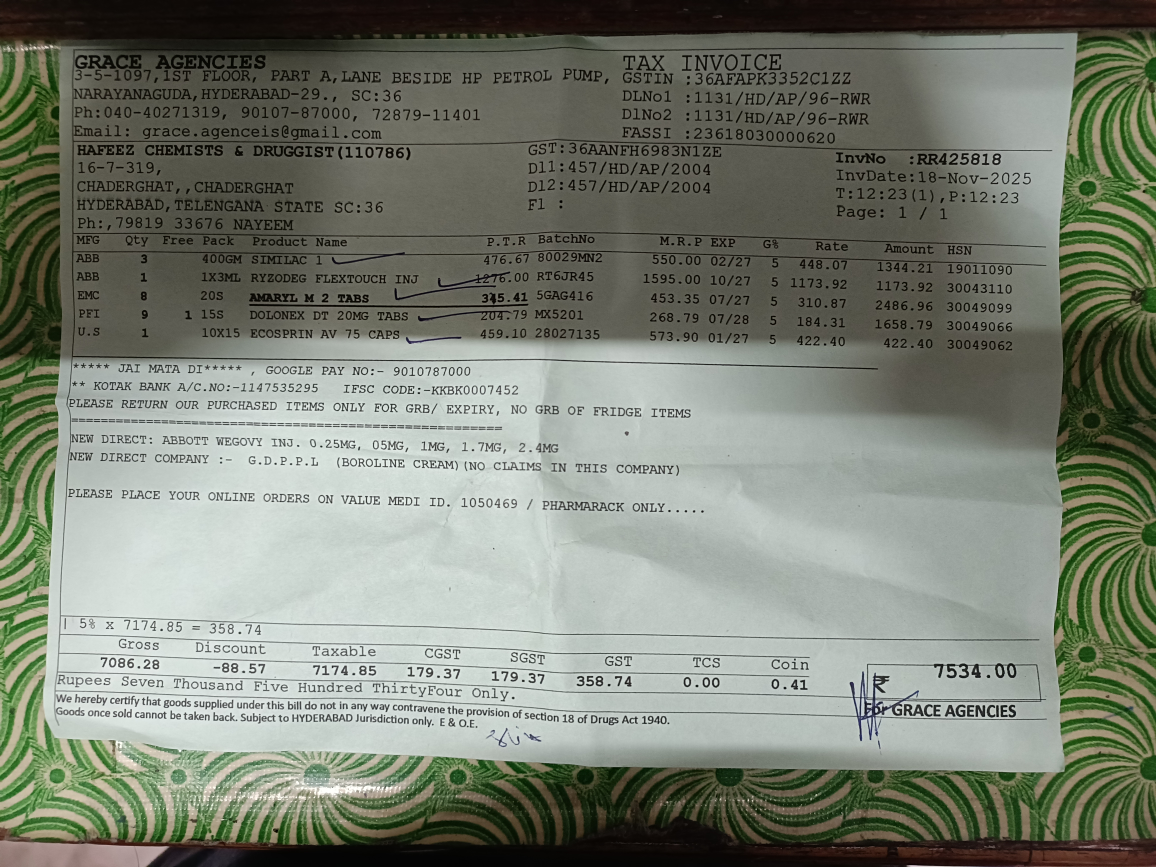 GRACE AGENCIES
3-5-1097,1ST FLOOR, PART A,LANE BESIDE HP PETROL PUMP,
NARAYANAGUDA,HYDERABAD-29., SC:36
Ph:040-40271319, 90107-87000, 72879-11401
Email: grace.agenceis@gmail.com
TAX INVOICE
GSTIN :36AFAPK3352C1ZZ
DLNo1 :1131/HD/AP/96-RWR
DlNo2 :1131/HD/AP/96-RWR
FASSI :23618030000620
HAFEEZ CHEMISTS & DRUGGIST(110786)
16-7-319,
CHADERGHAT,,CHADERGHAT
HYDERABAD,TELENGANA STATE SC:36
Ph:,79819 33676 NAYEEM
GST:36AANFH6983N1ZE
Dl1:457/HD/AP/2004
Dl2:457/HD/AP/2004
Fl :
InvNo :RR425818
InvDate:18-Nov-2025
T:12:23(1),P:12:23
Page: 1 / 1
MFG Qty Free Pack Product Name P.T.R BatchNo M.R.P EXP G% Rate Amount HSN
ABB 3 400GM SIMILAC 1 476.67 80029MN2 550.00 02/27 5 448.07 1344.21 19011090
ABB 1 1X3ML RYZODEG FLEXTOUCH INJ 1276.00 RT6JR45 1595.00 10/27 5 1173.92 1173.92 30043110
EMC 8 20S AMARYL M 2 TABS 345.41 5GAG416 453.35 07/27 5 310.87 2486.96 30049099
PFI 9 1 15S DOLONEX DT 20MG TABS 204.79 MX5201 268.79 07/28 5 184.31 1658.79 30049066
U.S 1 10X15 ECOSPRIN AV 75 CAPS 459.10 28027135 573.90 01/27 5 422.40 422.40 30049062
***** JAI MATA DI***** , GOOGLE PAY NO:- 9010787000
** KOTAK BANK A/C.NO:-1147535295 IFSC CODE:-KKBK0007452
PLEASE RETURN OUR PURCHASED ITEMS ONLY FOR GRB/ EXPIRY, NO GRB OF FRIDGE ITEMS
==========================================================
NEW DIRECT: ABBOTT WEGOVY INJ. 0.25MG, 05MG, 1MG, 1.7MG, 2.4MG
NEW DIRECT COMPANY :- G.D.P.P.L (BOROLINE CREAM)(NO CLAIMS IN THIS COMPANY)
PLEASE PLACE YOUR ONLINE ORDERS ON VALUE MEDI ID. 1050469 / PHARMARACK ONLY.....
| 5% x 7174.85 = 358.74
Gross Discount Taxable CGST SGST GST TCS Coin
7086.28 -88.57 7174.85 179.37 179.37 358.74 0.00 0.41
₹ 7534.00
Rupees Seven Thousand Five Hundred ThirtyFour Only.
We hereby certify that goods supplied under this bill do not in any way contravene the provision of section 18 of Drugs Act 1940.
Goods once sold cannot be taken back. Subject to HYDERABAD Jurisdiction only. E & O.E.
For GRACE AGENCIES